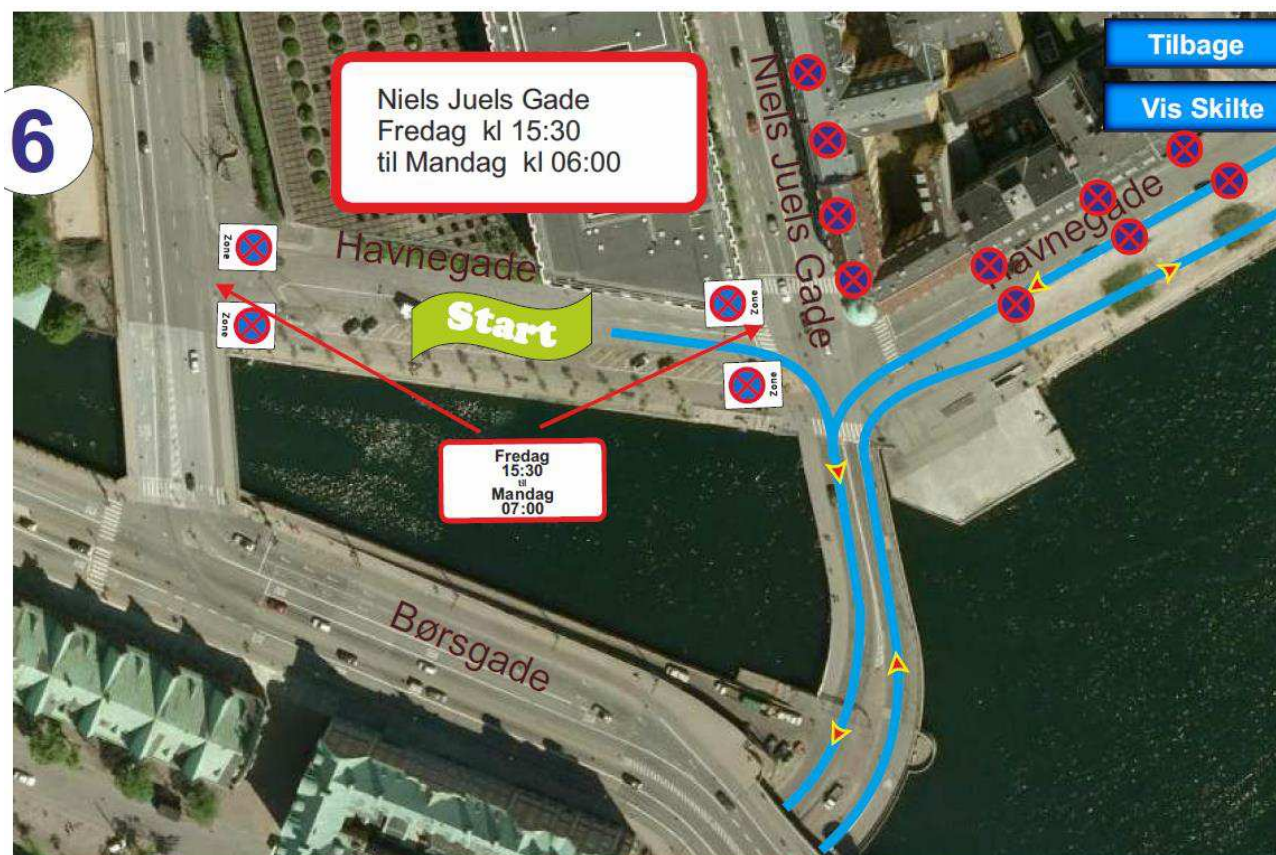 6
Niels Juels Gade
Fredag kl 15:30
til Mandag kl 06:00
Tilbage
Vis Skilte
Niels Juels Gade
Havnegade
Havnegade
Zone
Zone
Zone
Zone
Start
Fredag
15:30
til
Mandag
07:00
Børsgade